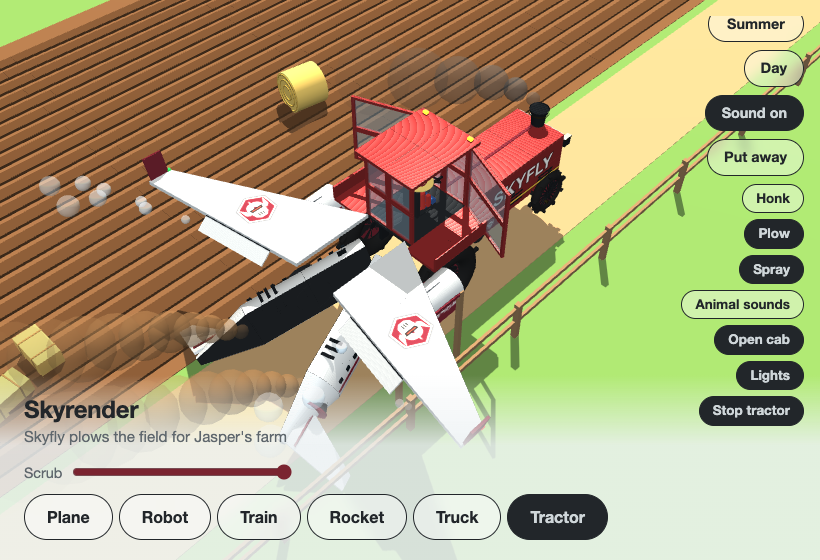 Summer
Day
Sound on
Put away
Honk
Plow
Spray
Animal sounds
Open cab
Lights
Stop tractor
SKYFLY
Skyrender
Skyfly plows the field for Jasper's farm
Scrub
Plane
Robot
Train
Rocket
Truck
Tractor